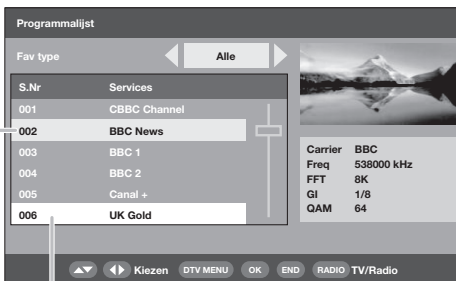 Programmalijst
Fav type Alle
S.Nr Services
001 CBBC Channel
002 BBC News
003 BBC 1
004 BBC 2
005 Canal +
006 UK Gold
Carrier BBC
Freq 538000 kHz
FFT 8K
GI 1/8
QAM 64
Kiezen DTV MENU OK END RADIO TV/Radio